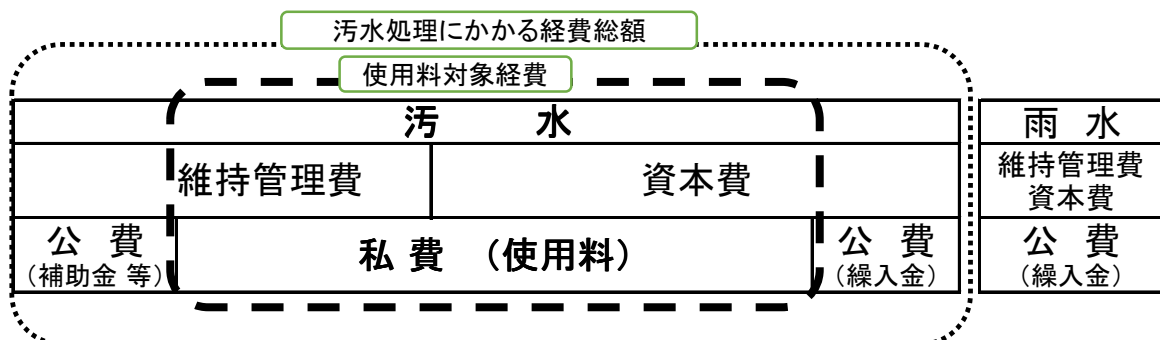 汚水処理にかかる経費総額
使用料対象経費
汚 水
雨 水
維持管理費
資本費
維持管理費
資本費
公 費
(補助金 等)
私 費 (使用料)
公 費
(繰入金)
公 費
(繰入金)